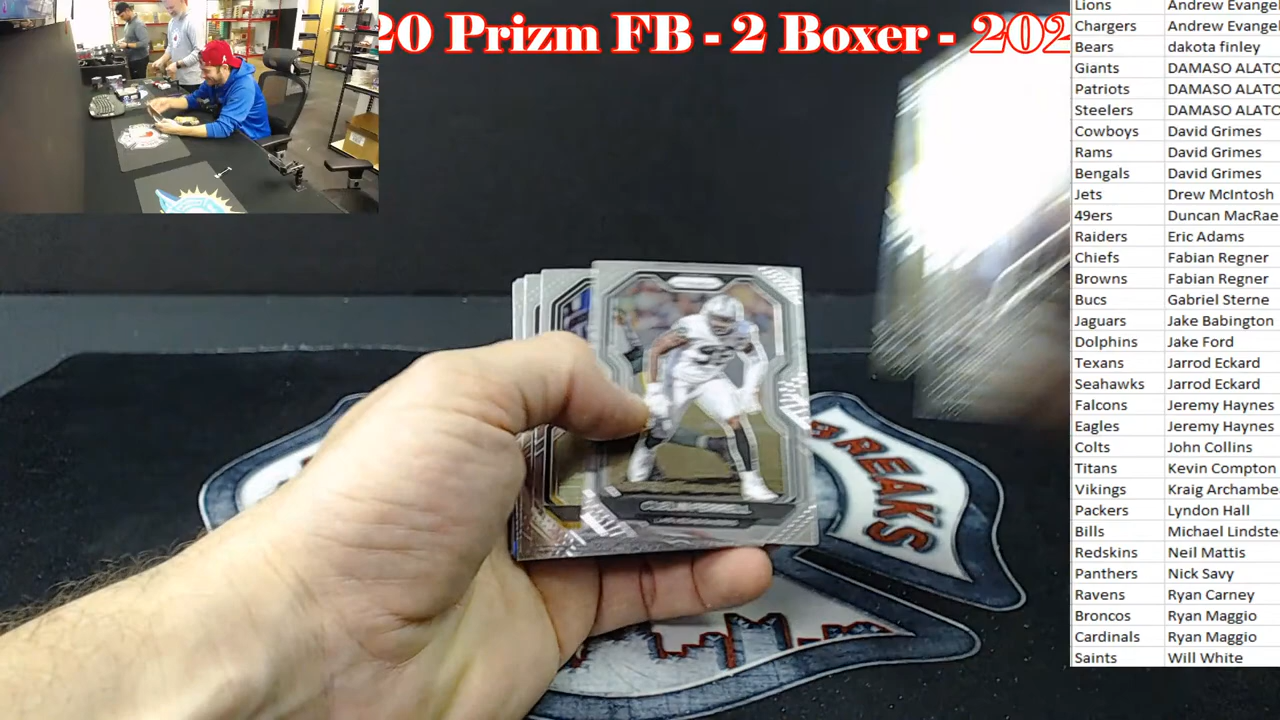 20 Prizm FB - 2 Boxer - 202
Lions Andrew Evangel
Chargers Andrew Evangel
Bears dakota finley
Giants DAMASO ALATO
Patriots DAMASO ALATO
Steelers DAMASO ALATO
Cowboys David Grimes
Rams David Grimes
Bengals David Grimes
Jets Drew McIntosh
49ers Duncan MacRae
Raiders Eric Adams
Chiefs Fabian Regner
Browns Fabian Regner
Bucs Gabriel Sterne
Jaguars Jake Babington
Dolphins Jake Ford
Texans Jarrod Eckard
Seahawks Jarrod Eckard
Falcons Jeremy Haynes
Eagles Jeremy Haynes
Colts John Collins
Titans Kevin Compton
Vikings Kraig Archambe
Packers Lyndon Hall
Bills Michael Lindste
Redskins Neil Mattis
Panthers Nick Savy
Ravens Ryan Carney
Broncos Ryan Maggio
Cardinals Ryan Maggio
Saints Will White
BREAKS